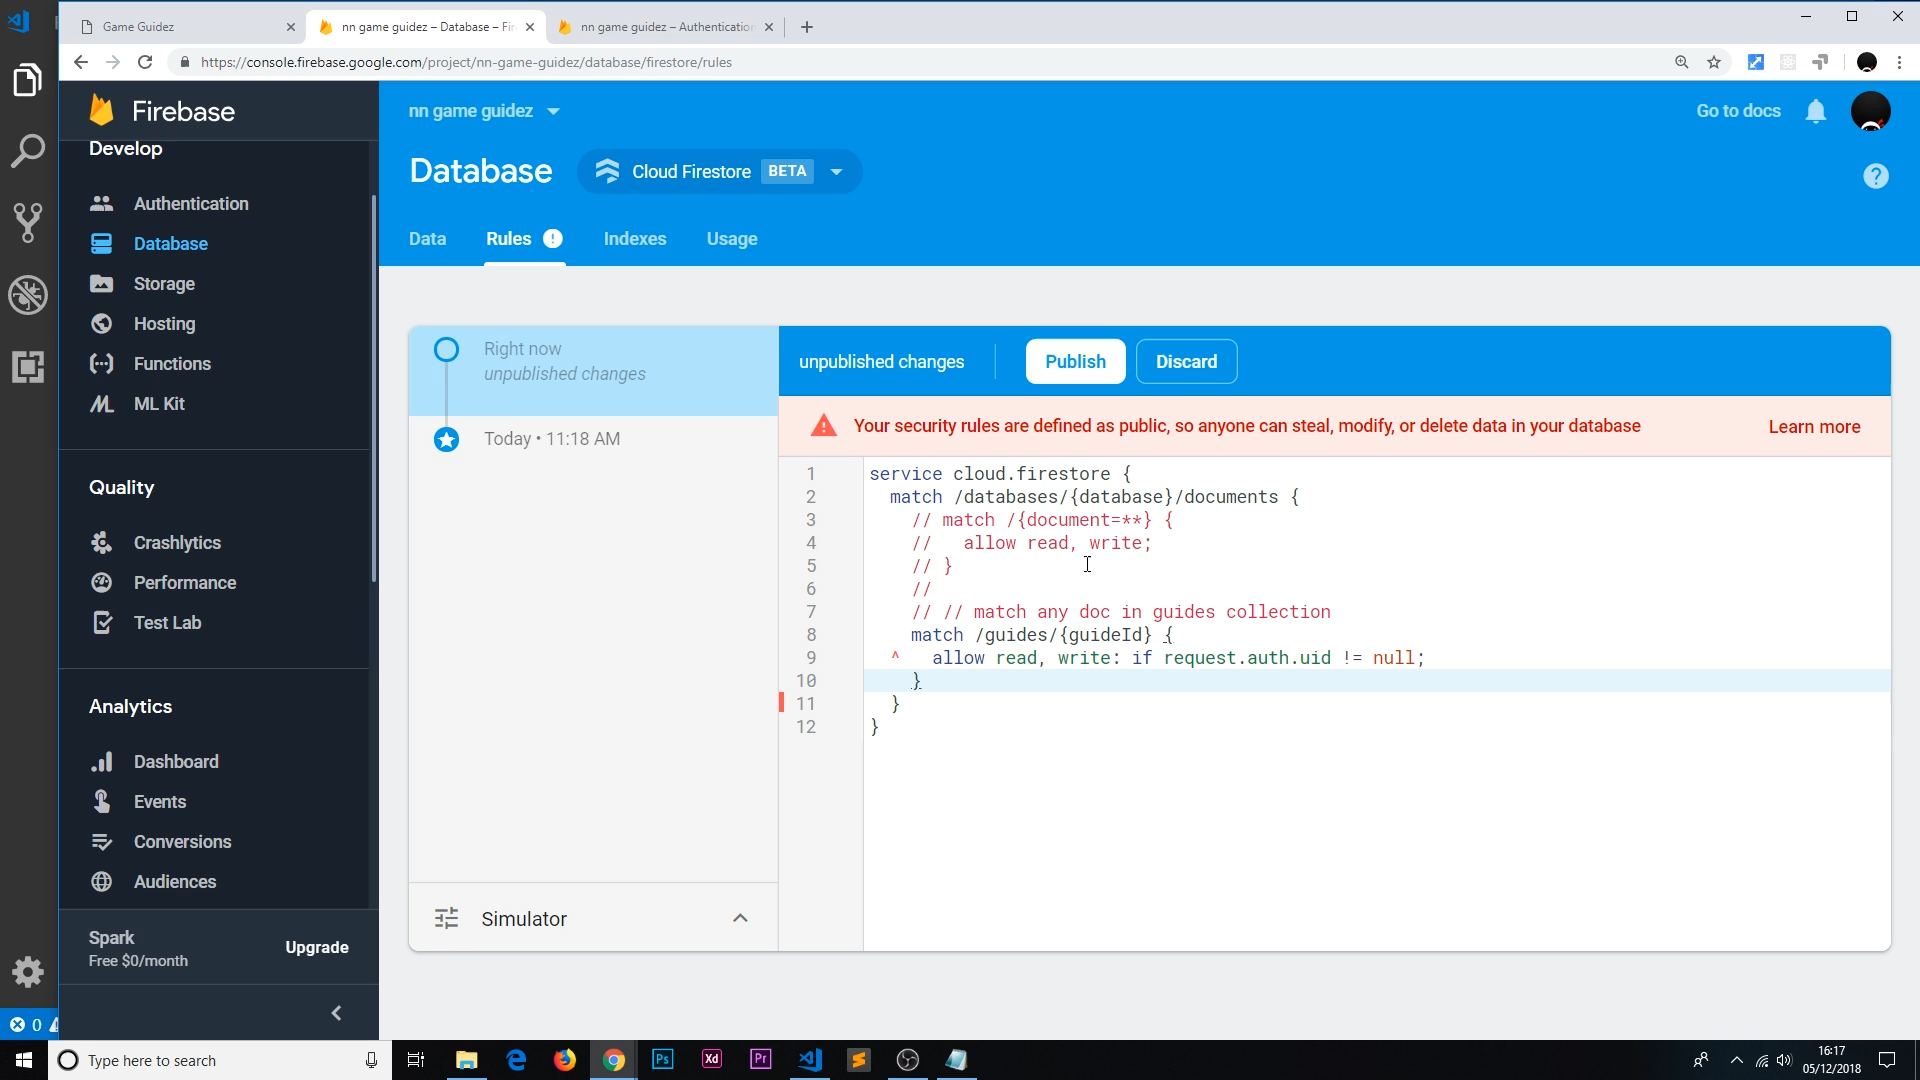 Game Guidez
nn game guidez – Database – Fir
nn game guidez – Authentication
https://console.firebase.google.com/project/nn-game-guidez/database/firestore/rules
Firebase
Develop
Authentication
Database
Storage
Hosting
Functions
ML Kit
Quality
Crashlytics
Performance
Test Lab
Analytics
Dashboard
Events
Conversions
Audiences
Spark
Free $0/month
Upgrade
nn game guidez
Go to docs
Database
Cloud Firestore BETA
Data
Rules
Indexes
Usage
Right now
unpublished changes
Today • 11:18 AM
Simulator
unpublished changes
Publish
Discard
Your security rules are defined as public, so anyone can steal, modify, or delete data in your database
Learn more
1 service cloud.firestore {
2 match /databases/{database}/documents {
3 // match /{document=**} {
4 // allow read, write;
5 // }
6 //
7 // // match any doc in guides collection
8 match /guides/{guideId} {
9 ^ allow read, write: if request.auth.uid != null;
10 }
11 }
12 }
0
Type here to search
Ps
Xd
Pr
16:17
05/12/2018